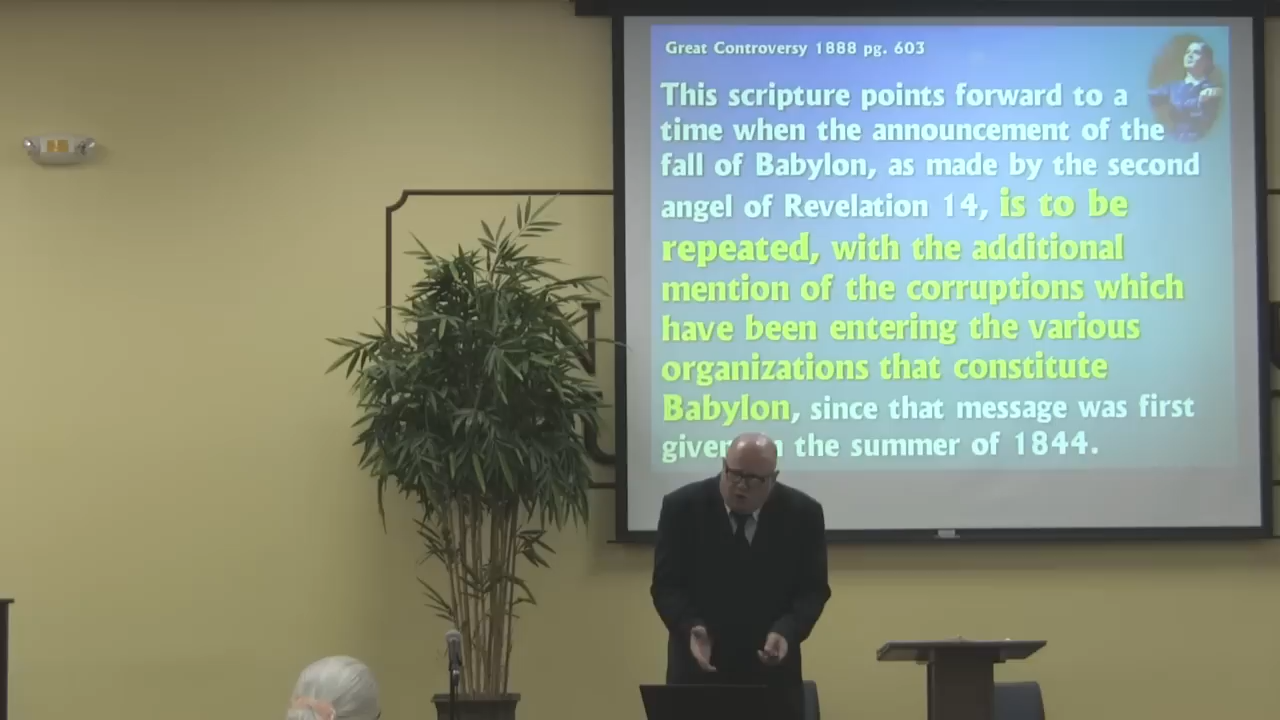 Great Controversy 1888 pg. 603
This scripture points forward to a
time when the announcement of the
fall of Babylon, as made by the second
angel of Revelation 14, is to be
repeated, with the additional
mention of the corruptions which
have been entering the various
organizations that constitute
Babylon, since that message was first
the summer of 1844.